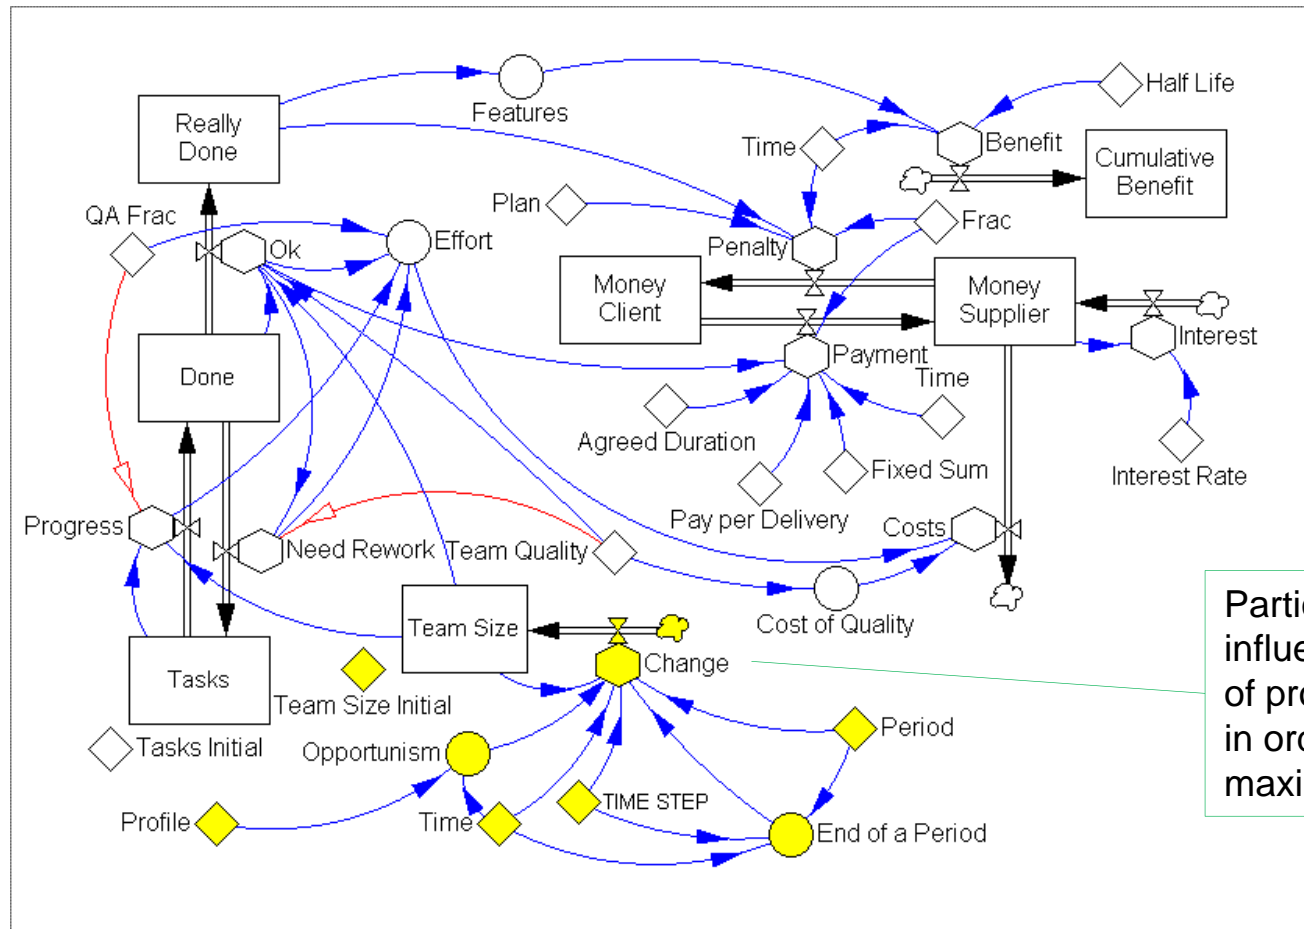 Half Life
Features
Really
Done
Time
Benefit
Cumulative
Benefit
Plan
Frac
QA Frac
Ok
Effort
Penalty
Money
Client
Money
Supplier
Interest
Payment
Time
Done
Agreed Duration
Fixed Sum
Interest Rate
Pay per Delivery
Progress
Need Rework
Team Quality
Costs
Cost of Quality
Team Size
Change
Tasks
Team Size Initial
Tasks Initial
Opportunism
Period
Profile
Time
TIME STEP
End of a Period
of pro
in